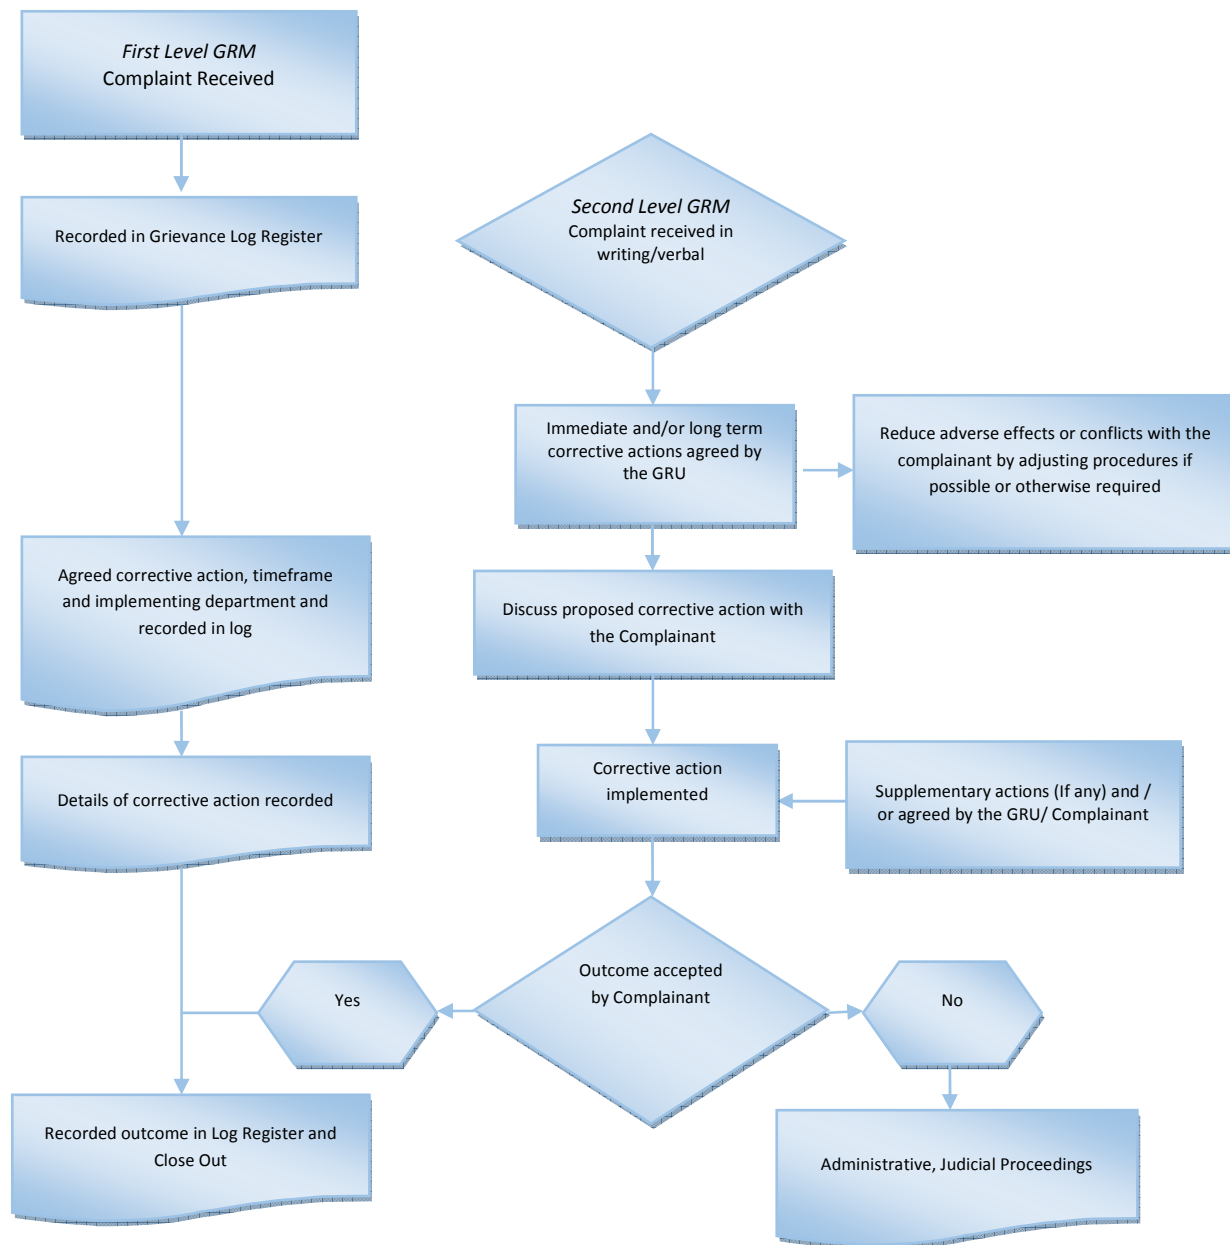 First Level GRM
Complaint Received
Recorded in Grievance Log Register
Second Level GRM
Complaint received in
writing/verbal
Immediate and/or long term
corrective actions agreed by
the GRU
Reduce adverse effects or conflicts with the
complainant by adjusting procedures if
possible or otherwise required
Agreed corrective action, timeframe
and implementing department and
recorded in log
Discuss proposed corrective action with
the Complainant
Details of corrective action recorded
Corrective action
implemented
Supplementary actions (If any) and /
or agreed by the GRU/ Complainant
Yes
Outcome accepted
by Complainant
No
Recorded outcome in Log Register and
Close Out
Administrative, Judicial Proceedings